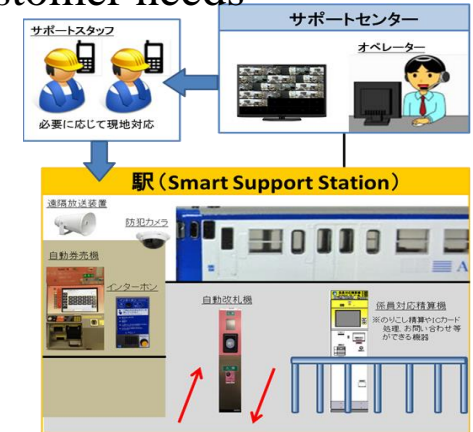 stomer needs
サポートスタッフ
必要に応じて現地対応
サポートセンター
オペレーター
駅（Smart Support Station）
遠隔放送装置
防犯カメラ
自動券売機
インターホン
自動改札機
係員対応精算機
※のりこし精算やICカード
処理、お問い合わせ等
ができる機器
A